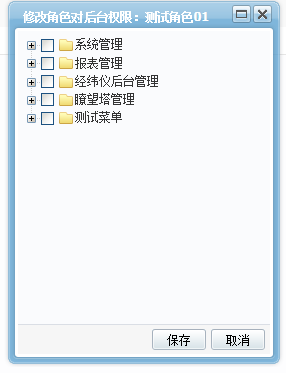 修改角色对后台权限：测试角色01
系统管理
报表管理
经纬仪后台管理
瞭望塔管理
测试菜单
保存 取消